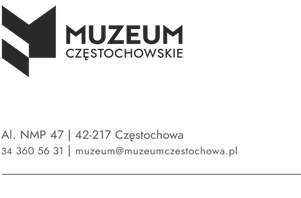 MUZEUM
CZĘSTOCHOWSKIE
Al. NMP 47 | 42-217 Częstochowa
34 360 56 31 | muzeum@muzeumczestochowa.pl